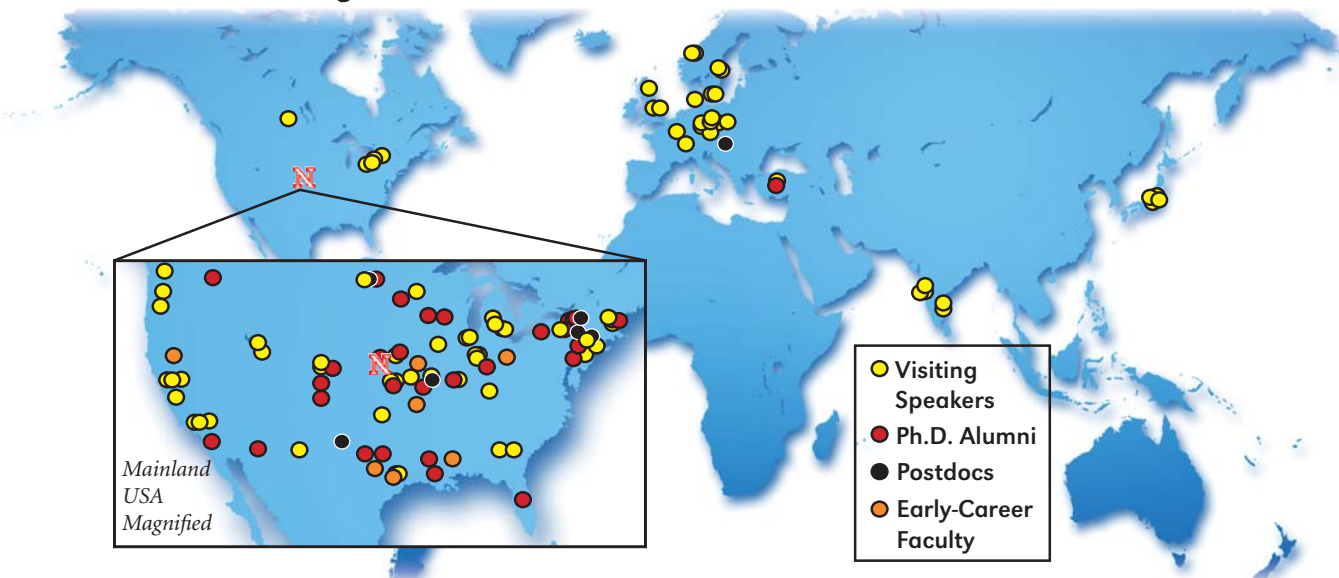 N
N
Mainland
USA
Magnified
Visiting
Speakers
Ph.D. Alumni
Postdocs
Early-Career
Faculty